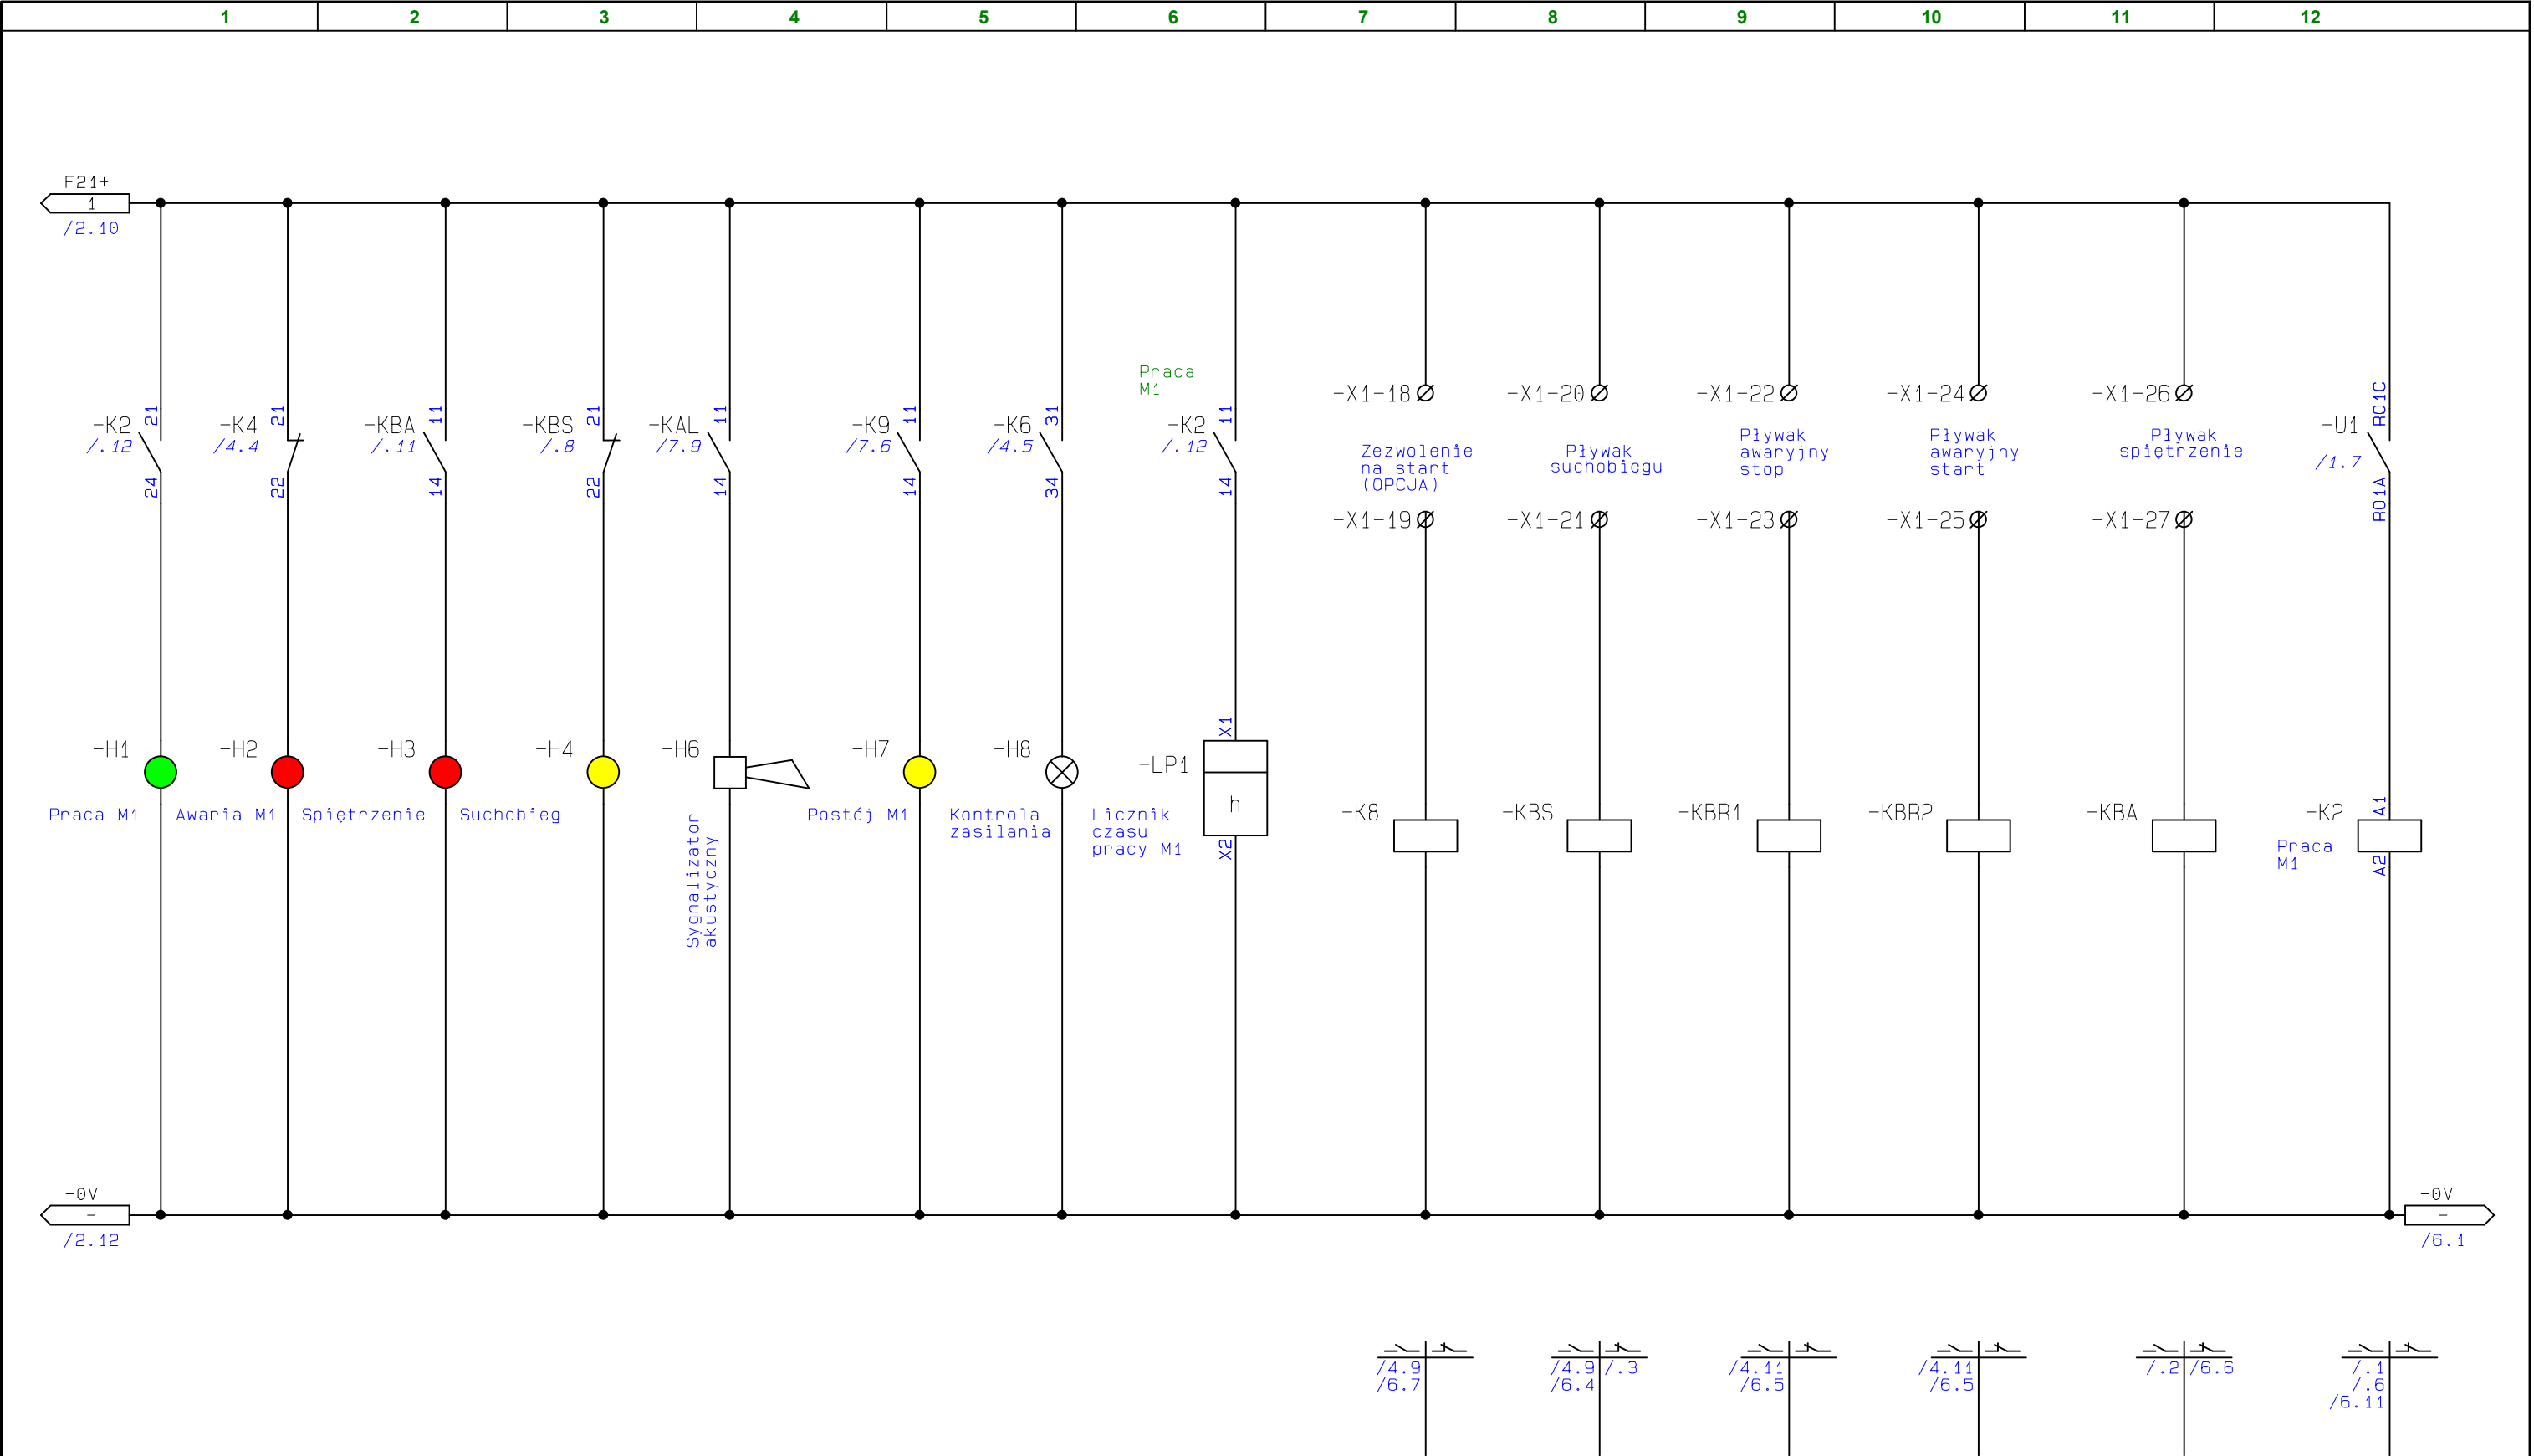 1 2 3 4 5 6 7 8 9 10 11 12
F21+
1
/2.10
-K2
/.12
21
24
-K4
/4.4
21
22
-KBA
/.11
11
14
-KBS
/.8
21
22
-KAL
/7.9
11
14
-K9
/7.6
11
14
-K6
/4.5
31
34
Praca
M1
-K2
/.12
11
14
-X1-18
Zezwolenie
na start
(OPCJA)
-X1-19
-X1-20
Pływak
suchobiegu
-X1-21
-X1-22
Pływak
awaryjny
stop
-X1-23
-X1-24
Pływak
awaryjny
start
-X1-25
-X1-26
Pływak
spiętrzenie
-X1-27
-U1
/1.7
R01C
R01A
-H1
Praca M1
-H2
Awaria M1
-H3
Spiętrzenie
-H4
Suchobieg
-H6
Sygnalizator
akustyczny
-H7
Postój M1
-H8
Kontrola
zasilania
-LP1
X1
h
X2
Licznik
czasu
pracy M1
-K8
-KBS
-KBR1
-KBR2
-KBA
-K2
A1
A2
Praca
M1
-0V
-
/2.12
-0V
-
/6.1
/4.9
/6.7
/4.9 /.3
/6.4
/4.11
/6.5
/4.11
/6.5
/.2 /6.6
/.1
/.6
/6.11